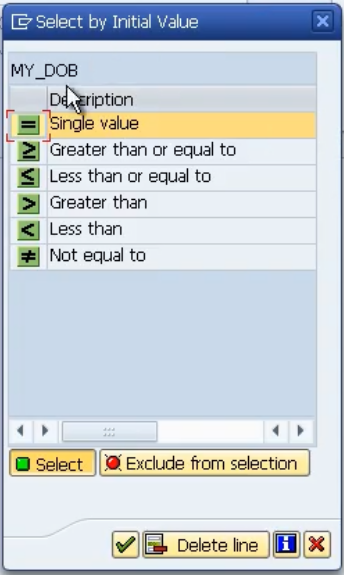 Select by Initial Value
MY_DOB
Description
Single value
Greater than or equal to
Less than or equal to
Greater than
Less than
Not equal to
Select
Exclude from selection
Delete line